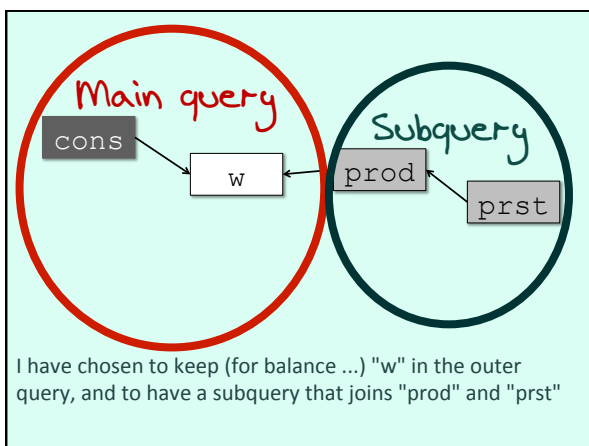 Main query
Subquery
cons
w
prod
prst
I have chosen to keep (for balance ...) "w" in the outer
query, and to have a subquery that joins "prod" and "prst"